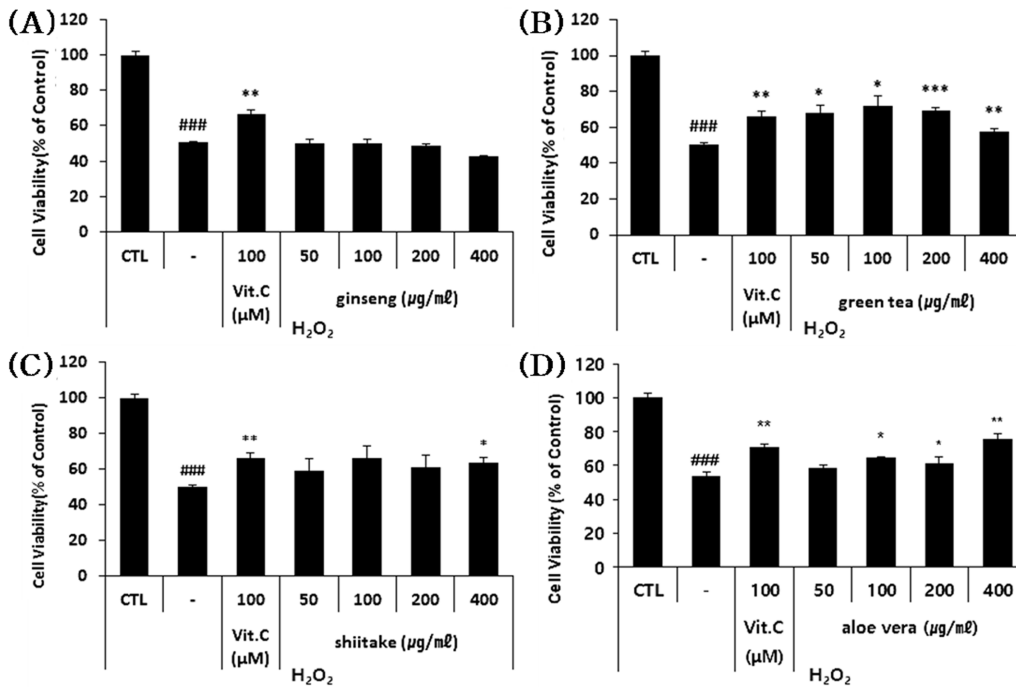 (A)
Cell Viability(% of Control)
120
100
80
60
40
20
0
###
**
CTL - 100 50 100 200 400
Vit.C
(μM)
ginseng (μg/㎖)
H₂O₂
(B)
Cell Viability(% of Control)
120
100
80
60
40
20
0
###
**
*
*
***
**
CTL - 100 50 100 200 400
Vit.C
(μM)
green tea (μg/㎖)
H₂O₂
(C)
Cell Viability(% of Control)
120
100
80
60
40
20
0
###
**
*
CTL - 100 50 100 200 400
Vit.C
(μM)
shiitake (μg/㎖)
H₂O₂
(D)
Cell Viability (% of Control)
120
100
80
60
40
20
0
###
**
*
*
**
CTL - 100 50 100 200 400
Vit.C
(μM)
aloe vera (μg/㎖)
H₂O₂